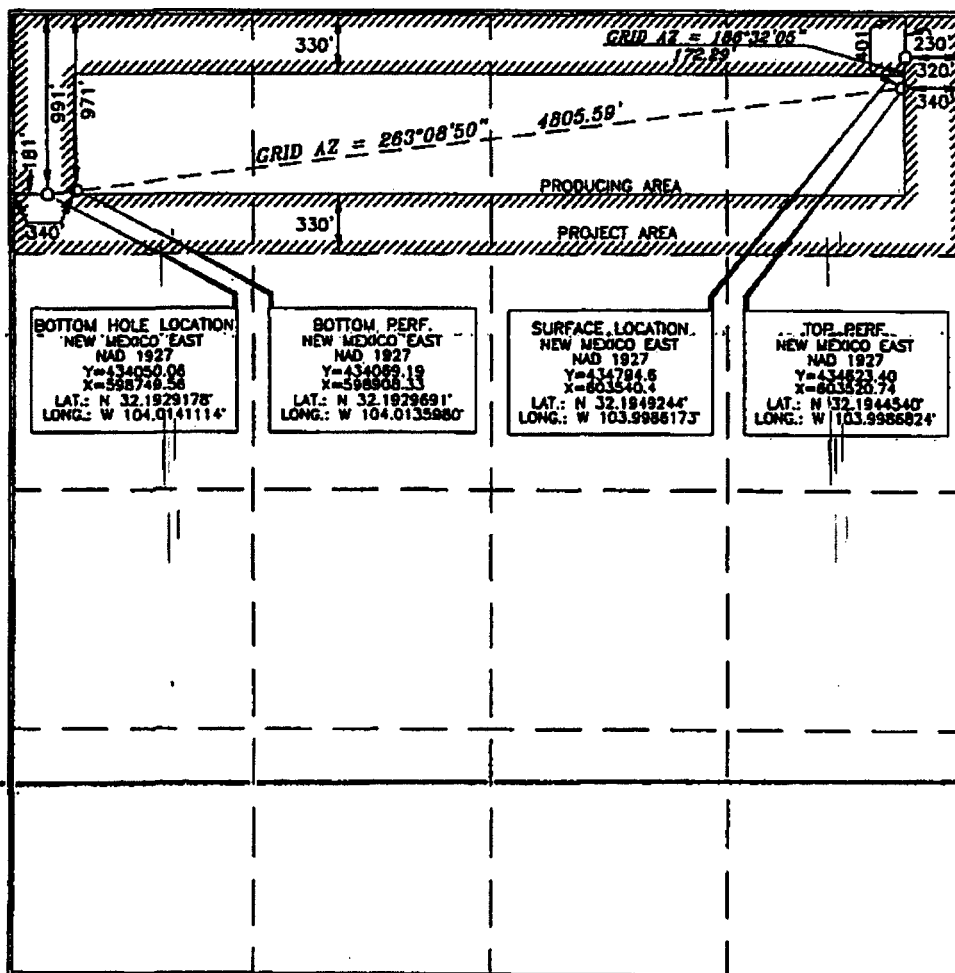 330'
GRID AZ = 186°32'05"
172.29'
401
230'
320'
340'
991'
971'
181'
GRID AZ = 263°08'50" 4805.59'
PRODUCING AREA
340'
330'
PROJECT AREA
BOTTOM HOLE LOCATION
NEW MEXICO EAST
NAD 1927
Y=434050.06
X=598749.56
LAT.: N 32.1929178°
LONG.: W 104.0141114°
BOTTOM PERF.
NEW MEXICO EAST
NAD 1927
Y=434069.19
X=598908.33
LAT.: N 32.1929691°
LONG.: W 104.0135980°
SURFACE LOCATION
NEW MEXICO EAST
NAD 1927
Y=434794.6
X=603540.4
LAT.: N 32.1949244°
LONG.: W 103.9986173°
TOP PERF.
NEW MEXICO EAST
NAD 1927
Y=434623.40
X=603520.74
LAT.: N 32.1944540°
LONG.: W 103.9986824°